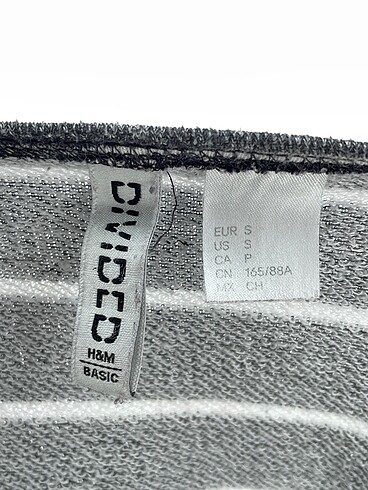 DIVIDED
H&M
BASIC
EUR S
US S
CA P
CN 165/88A
MX CH